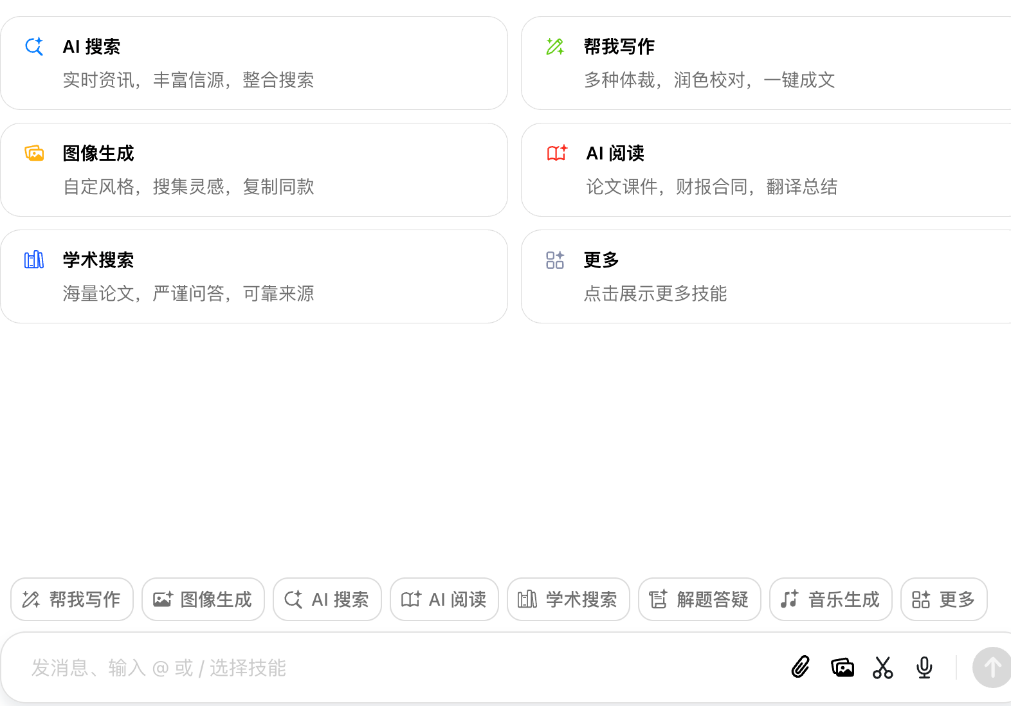 AI 搜索
实时资讯，丰富信源，整合搜索
帮我写作
多种体裁，润色校对，一键成文
图像生成
自定风格，搜集灵感，复制同款
AI 阅读
论文课件，财报合同，翻译总结
学术搜索
海量论文，严谨问答，可靠来源
更多
点击展示更多技能
帮我写作 图像生成 AI 搜索 AI 阅读 学术搜索 解题答疑 音乐生成 更多
发消息、输入 @ 或 / 选择技能